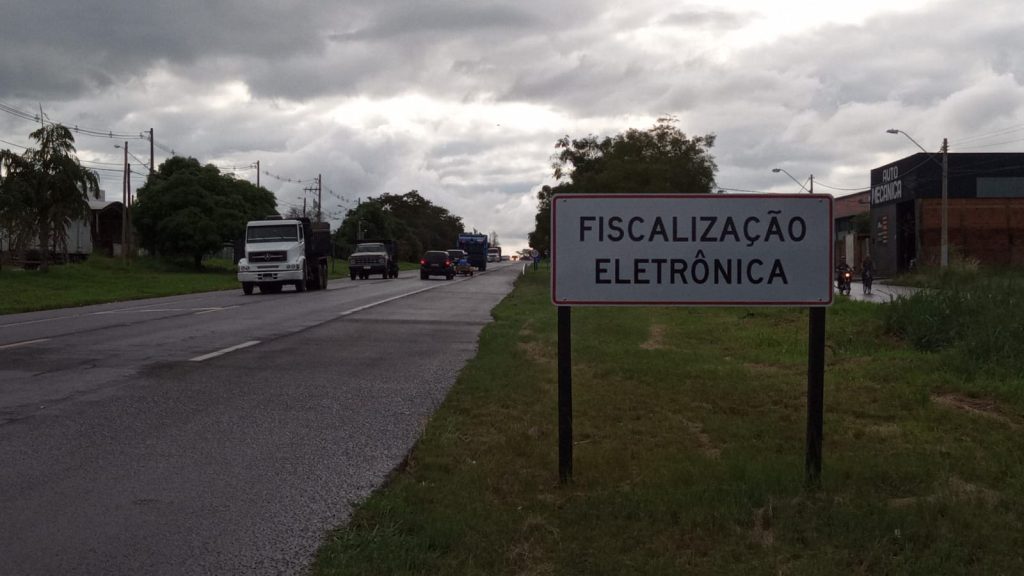 FISCALIZAÇÃO
ELETRÔNICA
AUTO
MECÂNICA